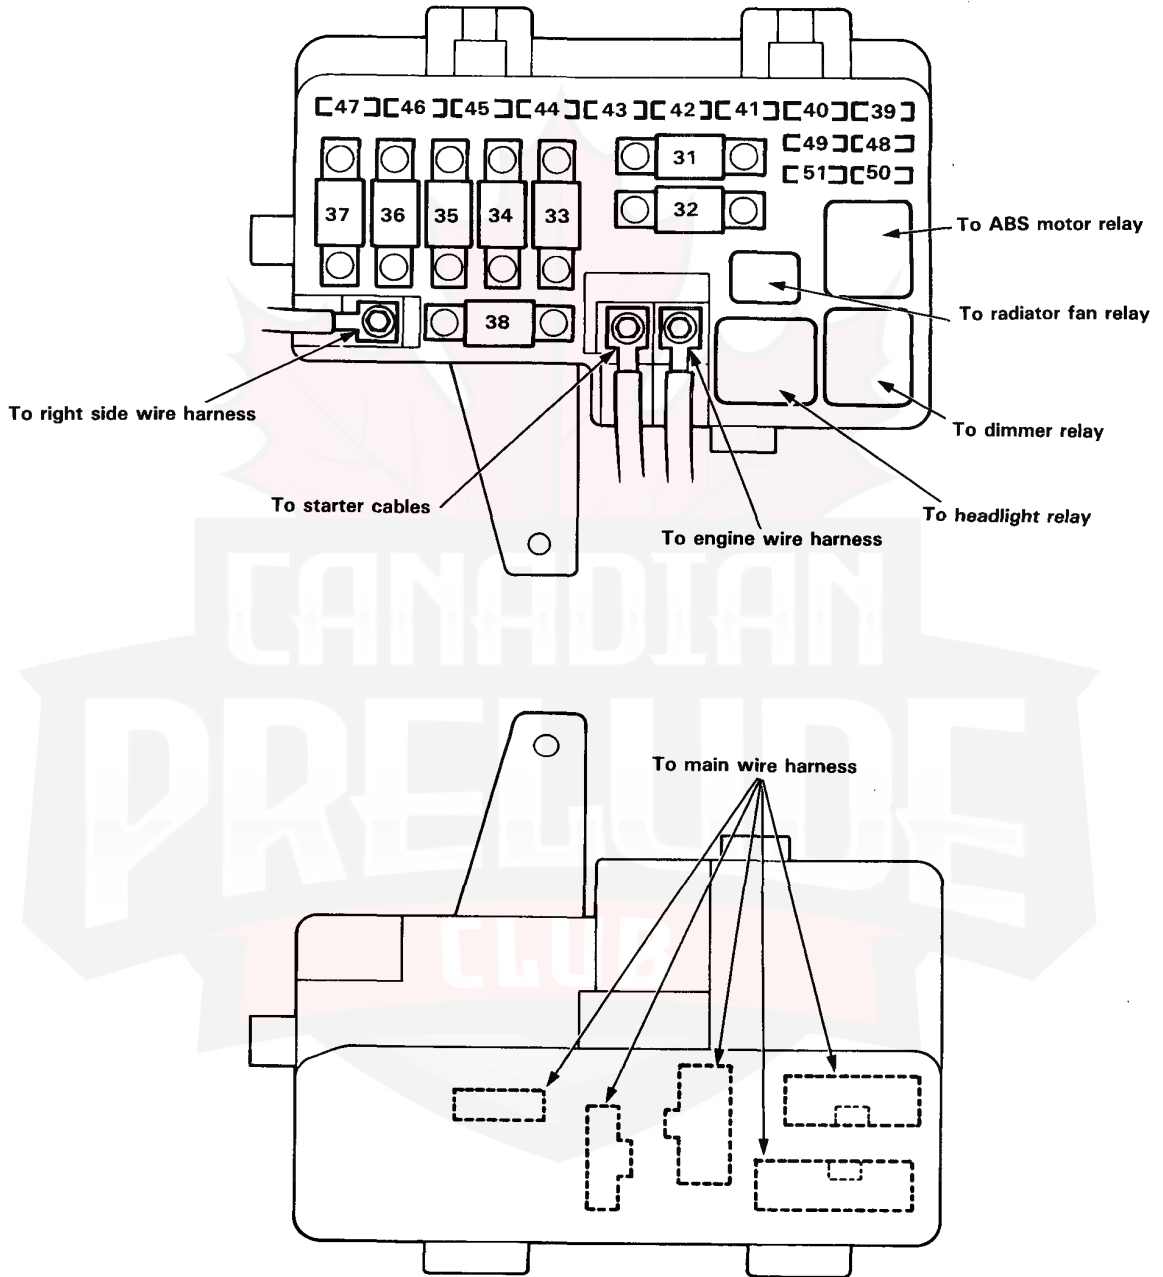 47 46 45 44 43 42 41 40 39
49 48
51 50
31
32
37 36 35 34 33
38
To ABS motor relay
To radiator fan relay
To right side wire harness
To dimmer relay
To starter cables
To headlight relay
To engine wire harness
CANADIAN
PRELUDE
CLUB
To main wire harness